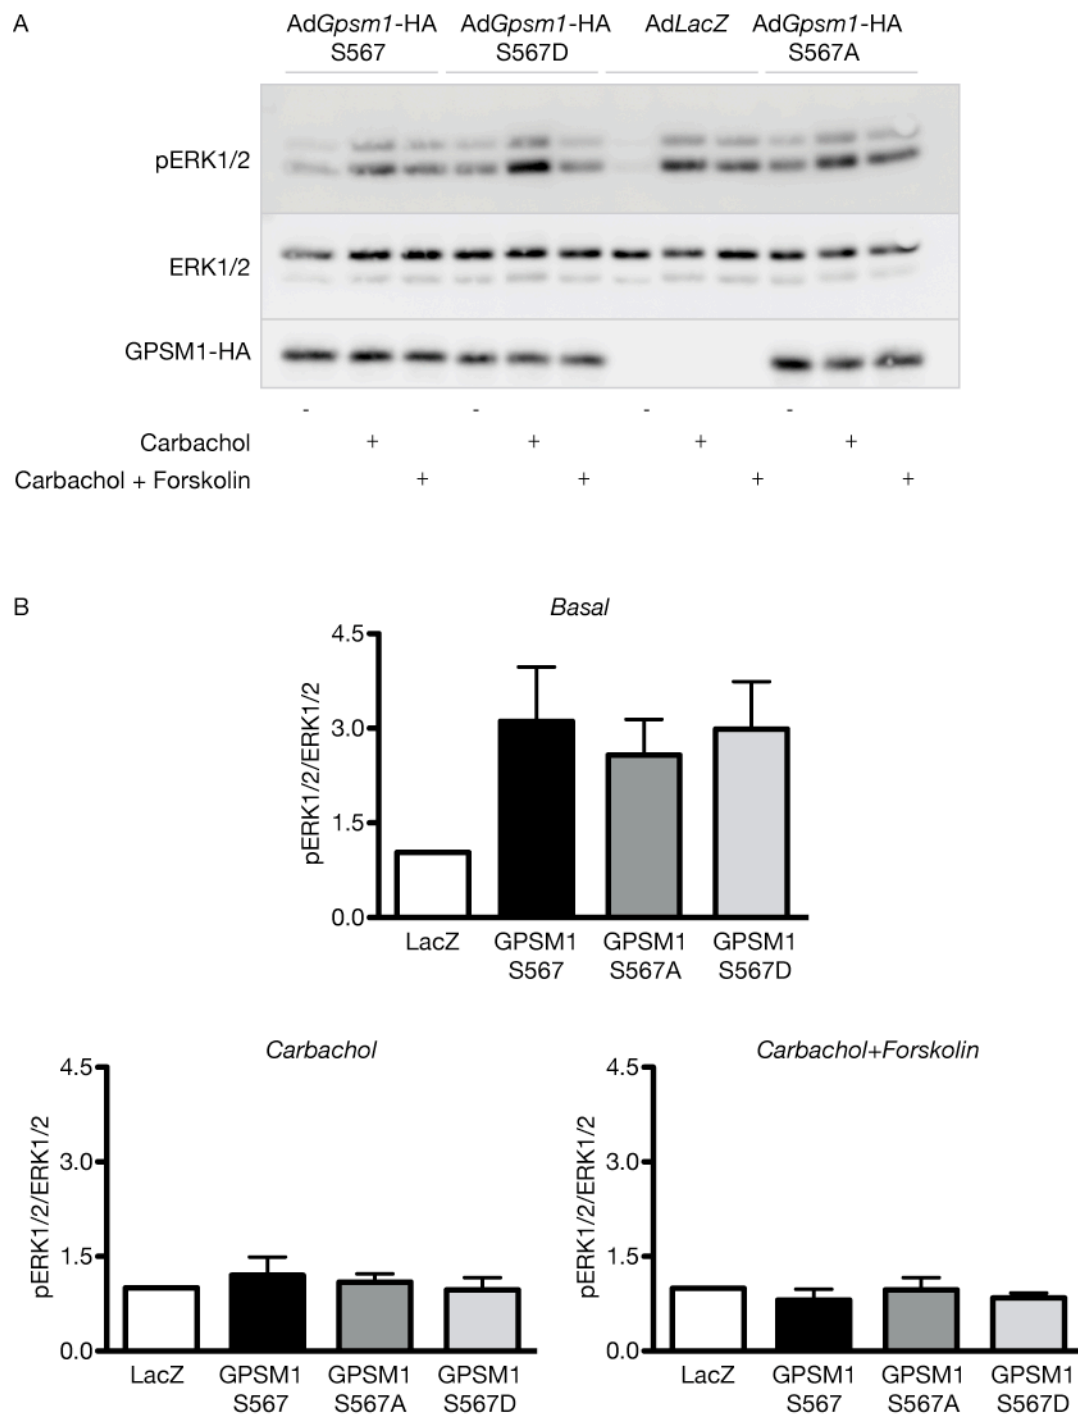 A
AdGpsm1-HA AdGpsm1-HA AdLacZ AdGpsm1-HA
S567 S567D S567A
pERK1/2
ERK1/2
GPSM1-HA
- - - -
Carbachol + + + +
Carbachol + Forskolin + + + +
B
Basal
pERK1/2/ERK1/2
4.5
3.0
1.5
0.0
LacZ GPSM1 GPSM1 GPSM1
S567 S567A S567D
Carbachol
pERK1/2/ERK1/2
4.5
3.0
1.5
0.0
LacZ GPSM1 GPSM1 GPSM1
S567 S567A S567D
Carbachol+Forskolin
pERK1/2/ERK1/2
4.5
3.0
1.5
0.0
LacZ GPSM1 GPSM1 GPSM1
S567 S567A S567D